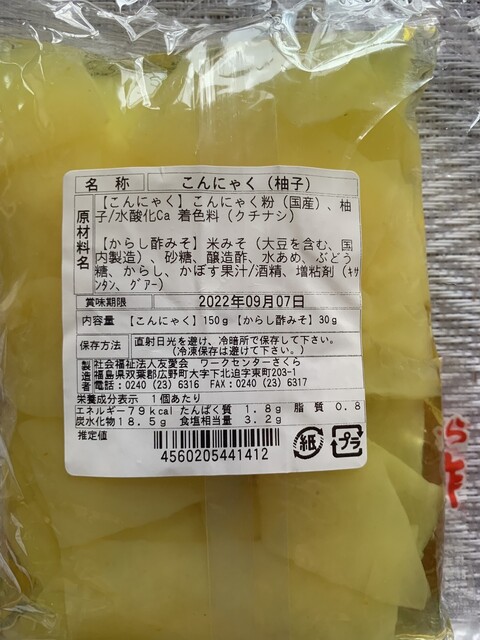 名称 こんにゃく（柚子）
原材料名
【こんにゃく】こんにゃく粉（国産）、柚
子/水酸化Ca 着色料（クチナシ）
【からし酢みそ】米みそ（大豆を含む、国
内製造）、砂糖、醸造酢、水あめ、ぶどう
糖、からし、かぼす果汁/酒精、増粘剤（キサ
ンタン、グアー）
賞味期限 2022年09月07日
内容量 【こんにゃく】150g【からし酢みそ】30g
保存方法 直射日光を避け、冷暗所で保存して下さい。
（冷凍保存は避けて下さい。）
製造者
社会福祉法人友愛会 ワークセンターさくら
福島県双葉郡広野町大字下北迫字東町203-1
電話：0240（23）6316 FAX：0240（23）6317
栄養成分表示 1個あたり
エネルギー79kcal たんぱく質 1.8g 脂質 0.8
炭水化物18.5g 食塩相当量 3.2g
推定値
4560205441412
紙
プラ